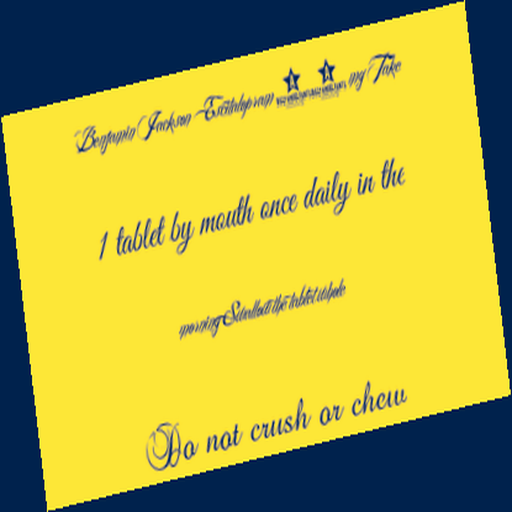 Benjamin Jackson Escitalopram mg Take
1 tablet by mouth once daily in the
morning Swallow the tablet whole
Do not crush or chew